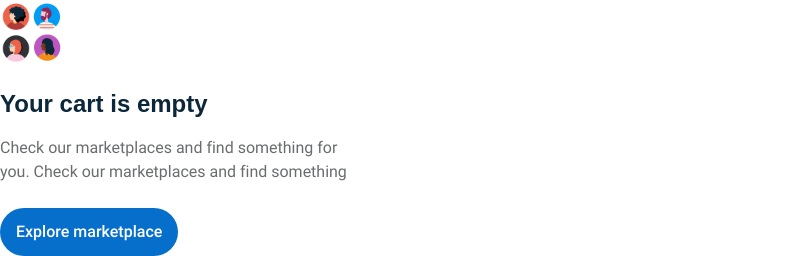 Your cart is empty
Check our marketplaces and find something for
you. Check our marketplaces and find something
Explore marketplace